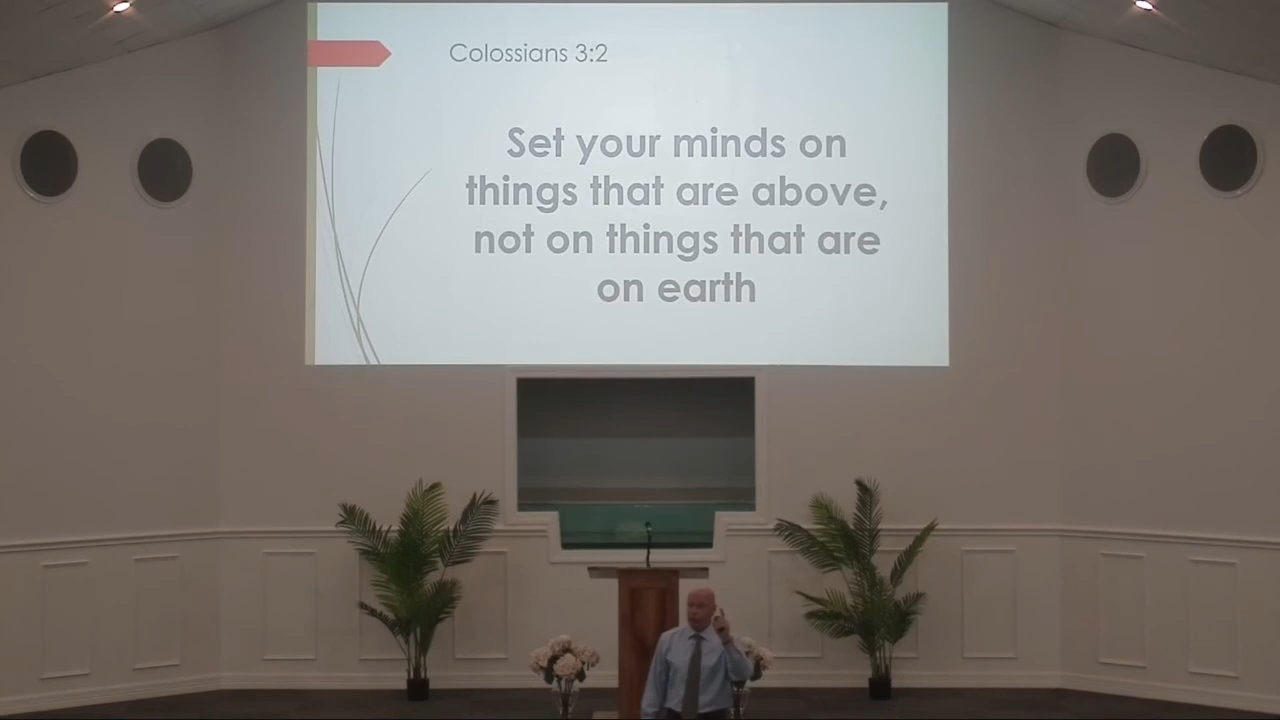 Colossians 3:2
Set your minds on
things that are above,
not on things that are
on earth